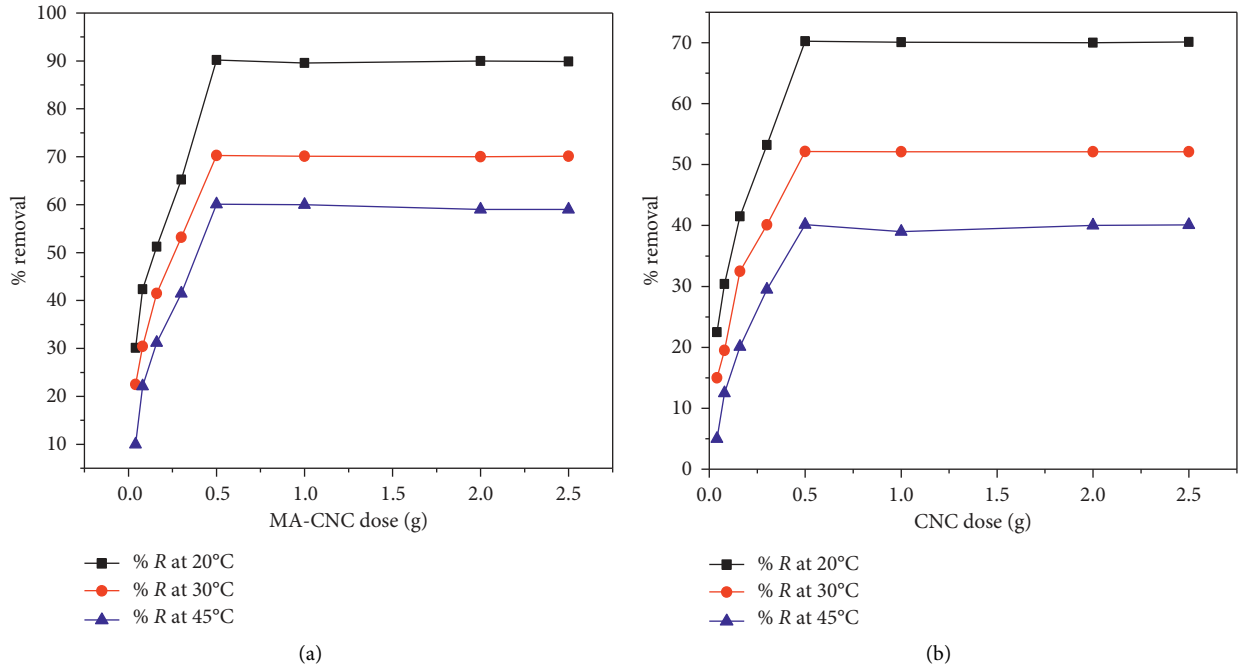 100
90
80
70
60
50
40
30
20
10
% removal
0.0 0.5 1.0 1.5 2.0 2.5
MA-CNC dose (g)
% R at 20°C
% R at 30°C
% R at 45°C
(a)
70
60
50
40
30
20
10
0
% removal
0.0 0.5 1.0 1.5 2.0 2.5
CNC dose (g)
% R at 20°C
% R at 30°C
% R at 45°C
(b)